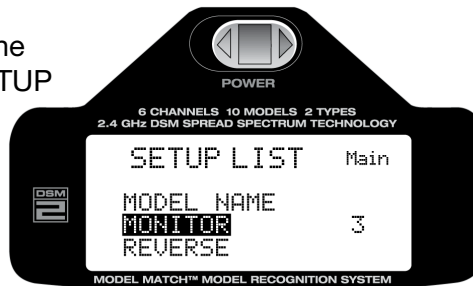 ne
TUP
POWER
6 CHANNELS 10 MODELS 2 TYPES
2.4 GHz DSM SPREAD SPECTRUM TECHNOLOGY
SETUP LIST Main
DSM
2
MODEL NAME
MONITOR 3
REVERSE
MODEL MATCH™ MODEL RECOGNITION SYSTEM